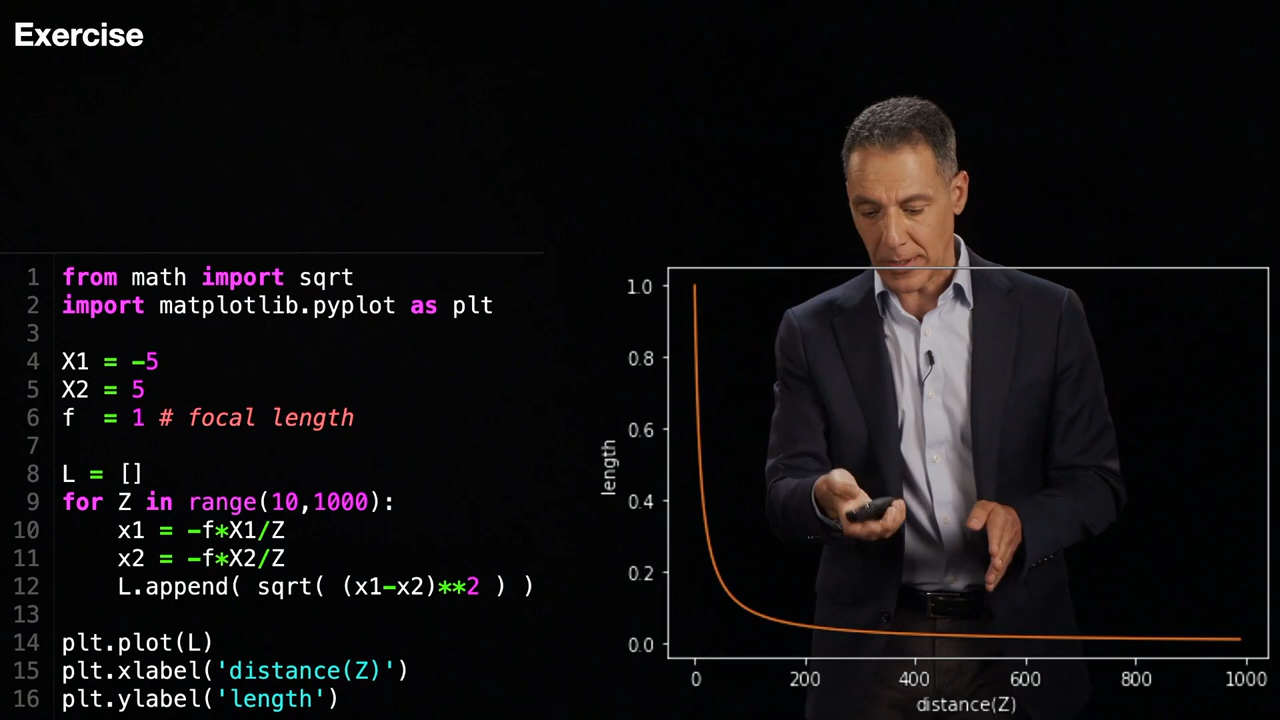 Exercise
1 from math import sqrt
2 import matplotlib.pyplot as plt
3
4 X1 = -5
5 X2 = 5
6 f  = 1 # focal length
7
8 L = []
9 for Z in range(10,1000):
10     x1 = -f*X1/Z
11     x2 = -f*X2/Z
12     L.append( sqrt( (x1-x2)**2 ) )
13
14 plt.plot(L)
15 plt.xlabel('distance(Z)')
16 plt.ylabel('length')
1.0
0.8
0.6
0.4
0.2
0.0
length
0 200 400 600 800 1000
distance(Z)